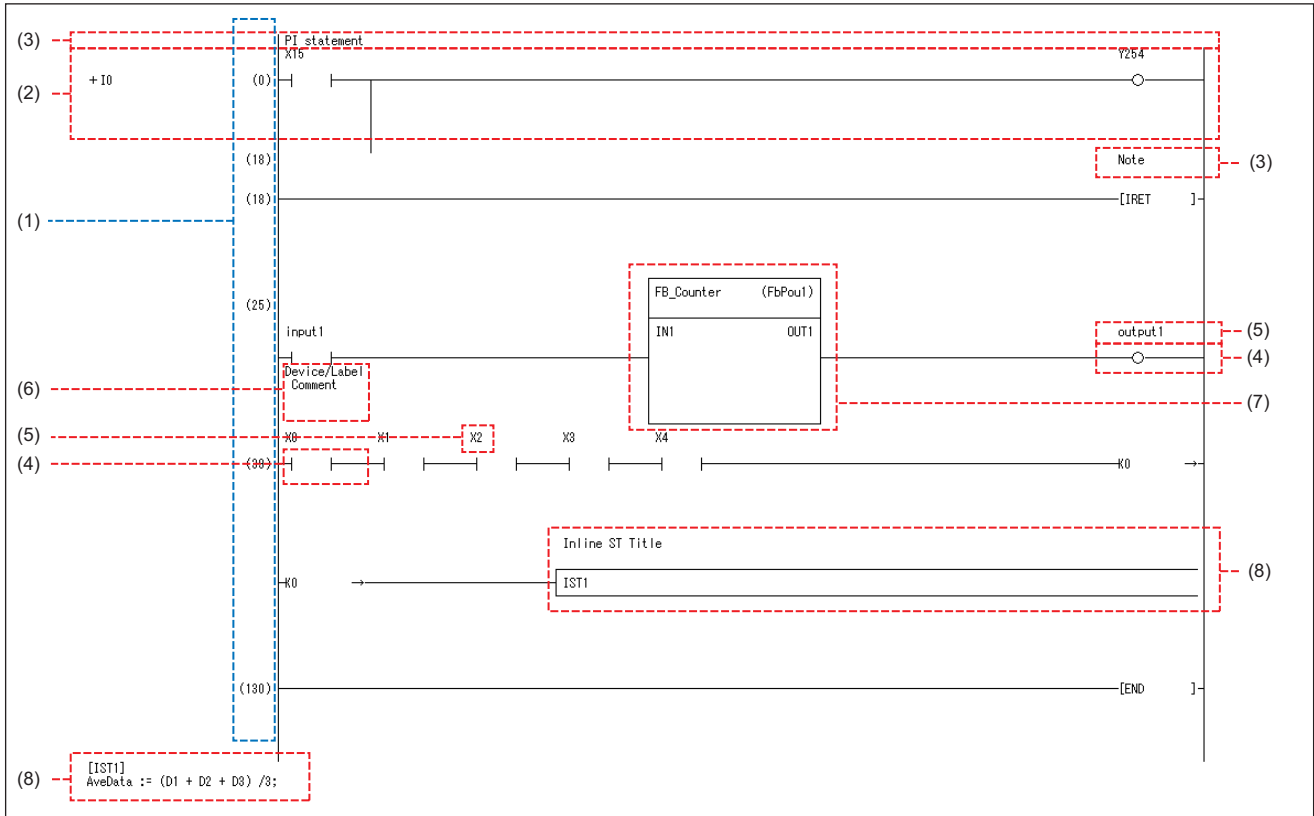 (3)
PI statement
X15
Y254
(2)
+I0
(0)
(18)
Note
(3)
(1)
(18)
[IRET ]
FB_Counter (FbPou1)
(25)
input1
IN1 OUT1
output1
(5)
(4)
(6)
Device/Label
Comment
(7)
(5)
X0 X1 X2 X3 X4
(4)
(30)
K0 →
Inline ST Title
(8)
K0 →
IST1
(130)
[END ]
(8)
[IST1]
AveData := (D1 + D2 + D3) /3;